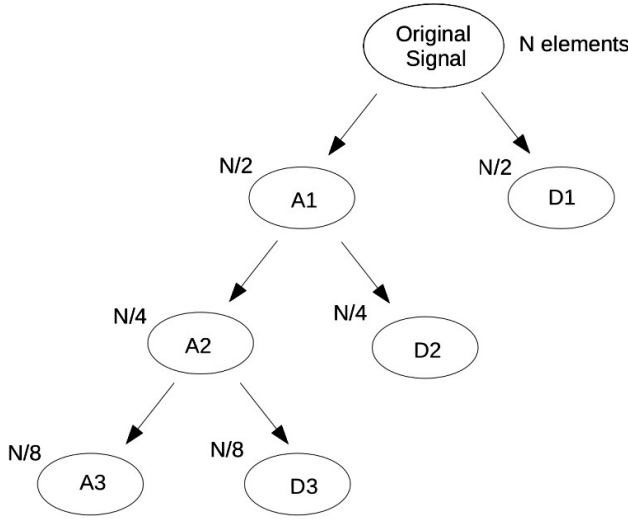 Original
Signal
N elements
N/2
A1
N/2
D1
N/4
A2
N/4
D2
N/8
A3
N/8
D3